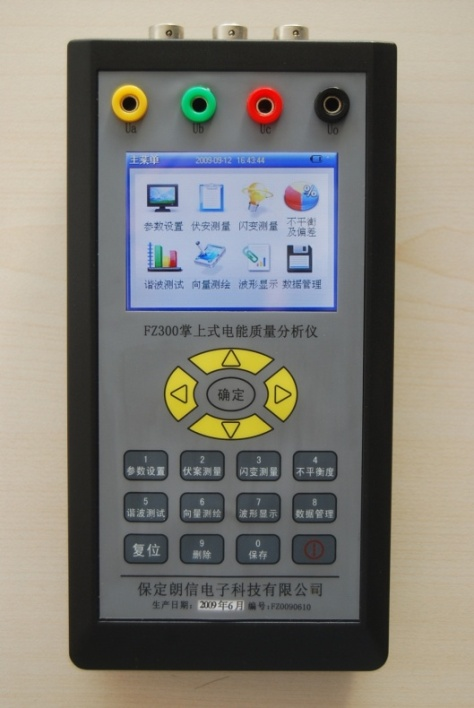 Ua Ub Uc Uo
主菜单 2009-09-12 16:43:44
参数设置 伏安测量 闪变测量 不平衡
及偏差
谐波测试 向量测绘 波形显示 数据管理
FZ300掌上式电能质量分析仪
确定
1 2 3 4
参数设置 伏案测量 闪变测量 不平衡度
5 6 7 8
谐波测试 向量测绘 波形显示 数据管理
复位 9 0
删除 保存
保定朗信电子科技有限公司
生产日期: 2009年6月 编号:FZ0090610